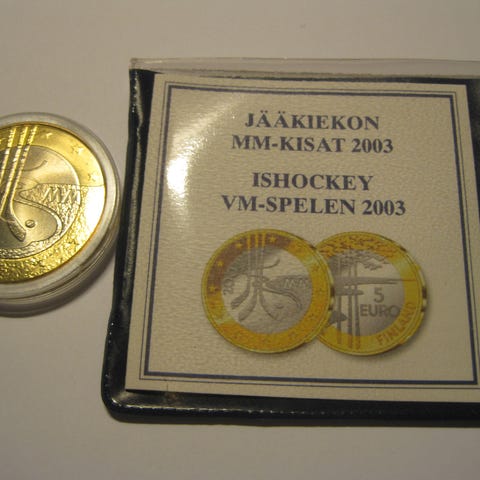 JÄÄKIEKON
MM-KISAT 2003
ISHOCKEY
VM-SPELEN 2003
5
EURO
FINLAND